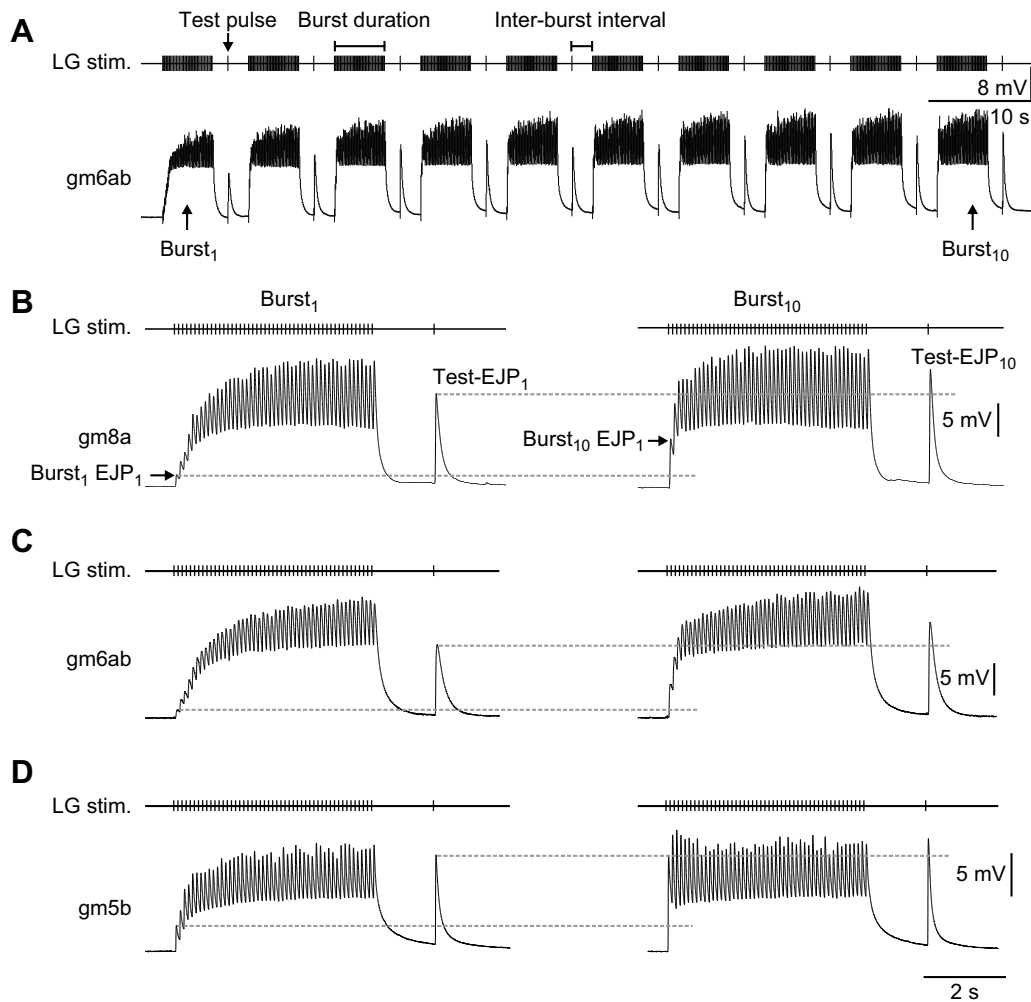 A
Test pulse
Burst duration
Inter-burst interval
LG stim.
8 mV
10 s
gm6ab
Burst1
Burst10
B
Burst1
Burst10
LG stim.
Test-EJP1
Test-EJP10
5 mV
gm8a
Burst10 EJP1
Burst1 EJP1
C
LG stim.
gm6ab
5 mV
D
LG stim.
5 mV
gm5b
2 s